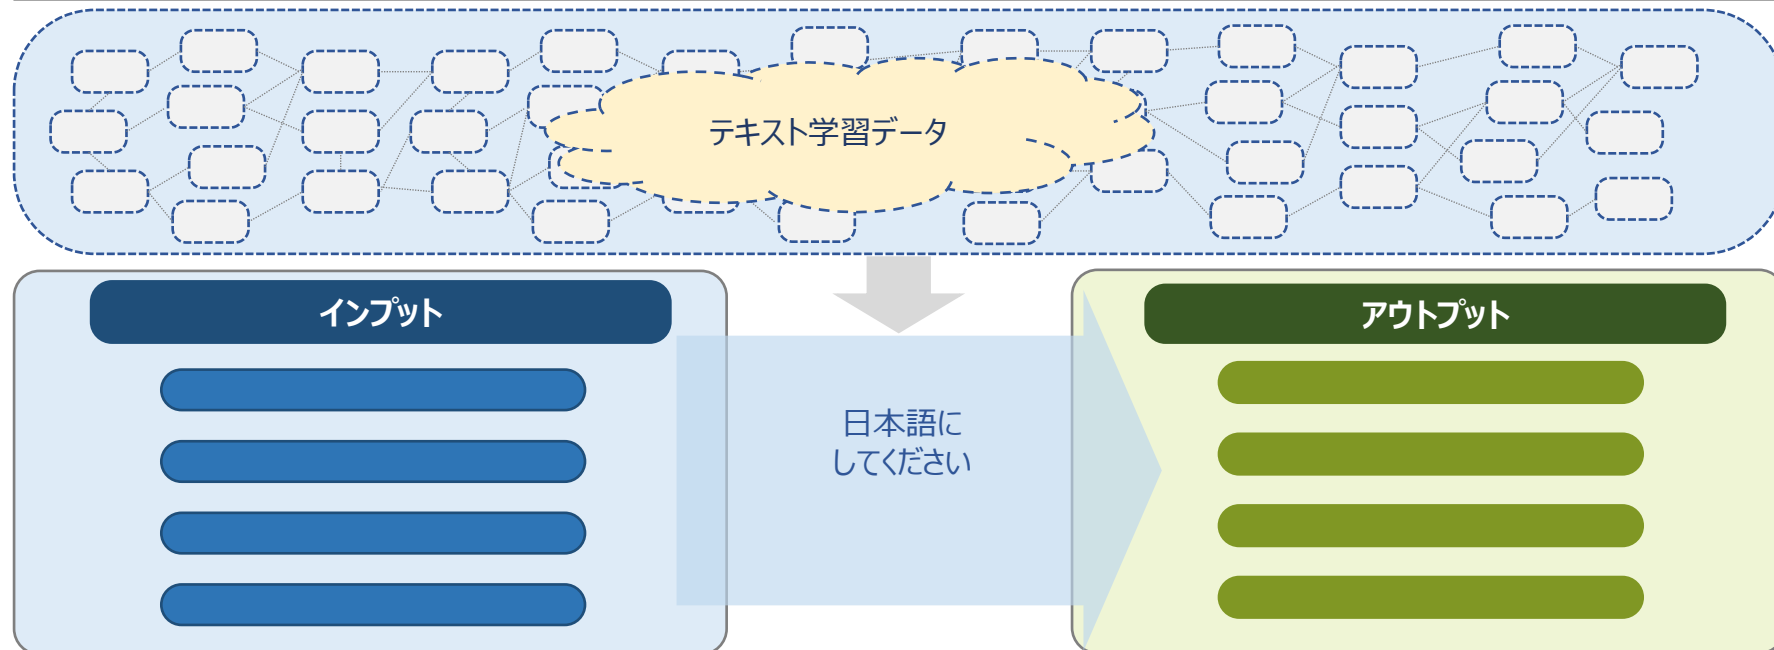 テキスト学習データ
インプット
アウトプット
日本語に
してください